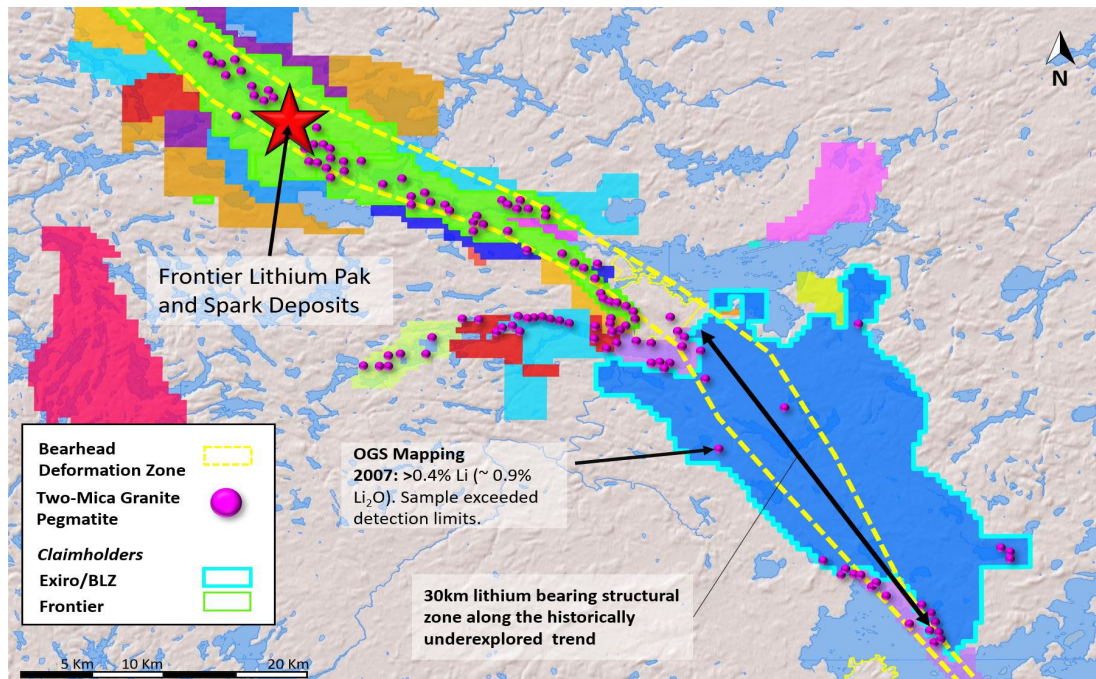 N
Frontier Lithium Pak
and Spark Deposits
OGS Mapping
2007: >0.4% Li (~ 0.9%
Li₂O). Sample exceeded
detection limits.
30km lithium bearing structural
zone along the historically
underexplored trend
Bearhead
Deformation Zone
Two-Mica Granite
Pegmatite
Claimholders
Exiro/BLZ
Frontier
5 Km 10 Km 20 Km